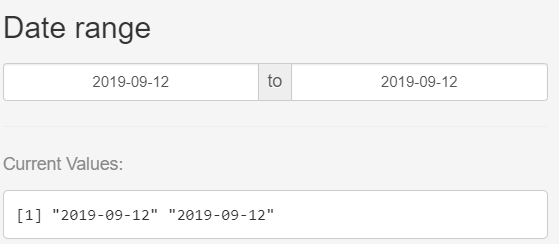 Date range
2019-09-12 to 2019-09-12
Current Values:
[1] "2019-09-12" "2019-09-12"